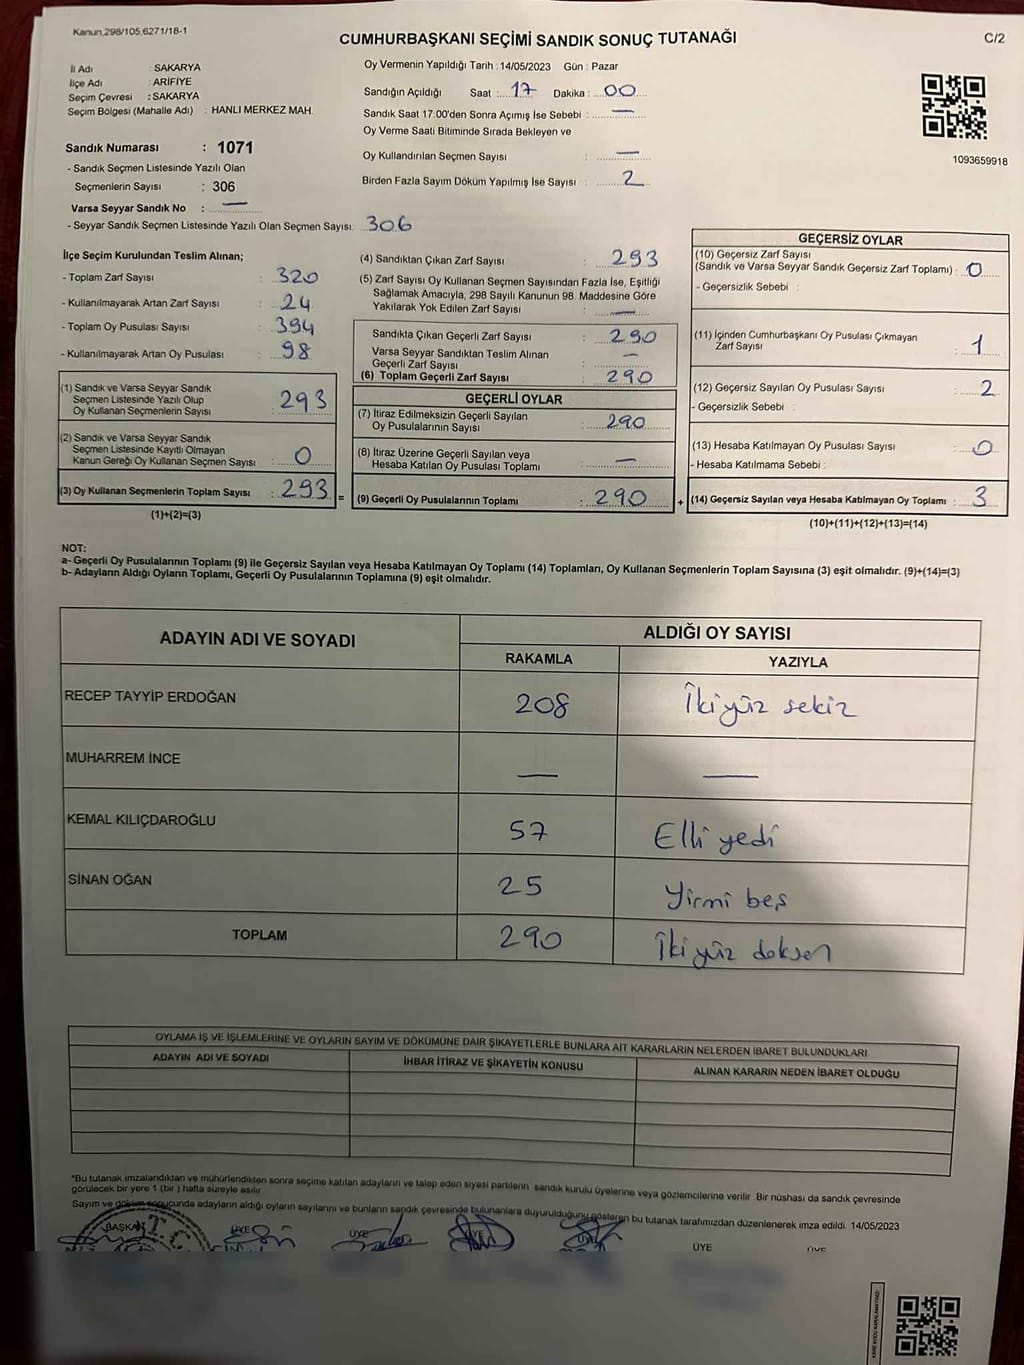 Kanun,298/105,6271/18-1
CUMHURBAŞKANI SEÇİMİ SANDIK SONUÇ TUTANAĞI
C/2
İl Adı : SAKARYA
İlçe Adı : ARİFİYE
Seçim Çevresi : SAKARYA
Seçim Bölgesi (Mahalle Adı) : HANLI MERKEZ MAH.
Sandık Numarası : 1071
- Sandık Seçmen Listesinde Yazılı Olan
Seçmenlerin Sayısı : 306
Varsa Seyyar Sandık No : —
- Seyyar Sandık Seçmen Listesinde Yazılı Olan Seçmen Sayısı: 306
Oy Vermenin Yapıldığı Tarih : 14/05/2023 Gün : Pazar
Sandığın Açıldığı Saat : 17 Dakika : 00
Sandık Saat 17:00'den Sonra Açımış İse Sebebi : —
Oy Verme Saati Bitiminde Sırada Bekleyen ve
Oy Kullandırılan Seçmen Sayısı : —
Birden Fazla Sayım Döküm Yapılmış İse Sayısı : 2
1093659918
İlçe Seçim Kurulundan Teslim Alınan;
- Toplam Zarf Sayısı : 320
- Kullanılmayarak Artan Zarf Sayısı : 24
- Toplam Oy Pusulası Sayısı : 394
- Kullanılmayarak Artan Oy Pusulası : 98
(1) Sandık ve Varsa Seyyar Sandık
Seçmen Listesinde Yazılı Olup
Oy Kullanan Seçmenlerin Sayısı : 293
(2) Sandık ve Varsa Seyyar Sandık
Seçmen Listesinde Kayıtlı Olmayan
Kanun Gereği Oy Kullanan Seçmen Sayısı : 0
(3) Oy Kullanan Seçmenlerin Toplam Sayısı : 293 =
(1)+(2)=(3)
(4) Sandıktan Çıkan Zarf Sayısı : 293
(5) Zarf Sayısı Oy Kullanan Seçmen Sayısından Fazla İse, Eşitliği
Sağlamak Amacıyla, 298 Sayılı Kanunun 98. Maddesine Göre
Yakılarak Yok Edilen Zarf Sayısı : —
Sandıkta Çıkan Geçerli Zarf Sayısı : 290
Varsa Seyyar Sandıktan Teslim Alınan
Geçerli Zarf Sayısı : —
(6) Toplam Geçerli Zarf Sayısı : 290
GEÇERLİ OYLAR
(7) İtiraz Edilmeksizin Geçerli Sayılan
Oy Pusulalarının Sayısı : 290
(8) İtiraz Üzerine Geçerli Sayılan veya
Hesaba Katılan Oy Pusulası Toplamı : —
(9) Geçerli Oy Pusulalarının Toplamı : 290 +
GEÇERSİZ OYLAR
(10) Geçersiz Zarf Sayısı
(Sandık ve Varsa Seyyar Sandık Geçersiz Zarf Toplamı) : 0
- Geçersizlik Sebebi :
(11) İçinden Cumhurbaşkanı Oy Pusulası Çıkmayan
Zarf Sayısı : 1
(12) Geçersiz Sayılan Oy Pusulası Sayısı : 2
- Geçersizlik Sebebi :
(13) Hesaba Katılmayan Oy Pusulası Sayısı : 0
- Hesaba Katılmama Sebebi :
(14) Geçersiz Sayılan veya Hesaba Katılmayan Oy Toplamı : 3
(10)+(11)+(12)+(13)=(14)
NOT:
a- Geçerli Oy Pusulalarının Toplamı (9) ile Geçersiz Sayılan veya Hesaba Katılmayan Oy Toplamı (14) Toplamları, Oy Kullanan Seçmenlerin Toplam Sayısına (3) eşit olmalıdır. (9)+(14)=(3)
b- Adayların Aldığı Oyların Toplamı, Geçerli Oy Pusulalarının Toplamına (9) eşit olmalıdır.
ADAYIN ADI VE SOYADI
ALDIĞI OY SAYISI
RAKAMLA YAZIYLA
RECEP TAYYİP ERDOĞAN 208 İkiyüz sekiz
MUHARREM İNCE — —
KEMAL KILIÇDAROĞLU 57 Elli yedi
SİNAN OĞAN 25 Yirmi beş
TOPLAM 290 İkiyüz doksen
OYLAMA İŞ VE İŞLEMLERİNE VE OYLARIN SAYIM VE DÖKÜMÜNE DAİR ŞİKAYETLERLE BUNLARA AİT KARARLARIN NELERDEN İBARET BULUNDUKLARI
ADAYIN ADI VE SOYADI İHBAR İTİRAZ VE ŞİKAYETİN KONUSU ALINAN KARARIN NEDEN İBARET OLDUĞU
*Bu tutanak imzalandıktan ve mühürlendikten sonra seçime katılan adayların ve talep eden siyasi partilerin sandık kurulu üyelerine veya gözlemcilerine verilir. Bir nüshası da sandık çevresinde
görülecek bir yere 1 (bir ) hafta süreyle asılır.
Sayım ve döküm sonucunda adayların aldığı oyların sayılarını ve bunların sandık çevresinde bulunanlara duyurulduğunu gösteren bu tutanak tarafımızdan düzenlenerek imza edildi. 14/05/2023
BAŞKAN T.C. ÜYE ÜYE ÜYE ÜYE ÜYE ÜYE